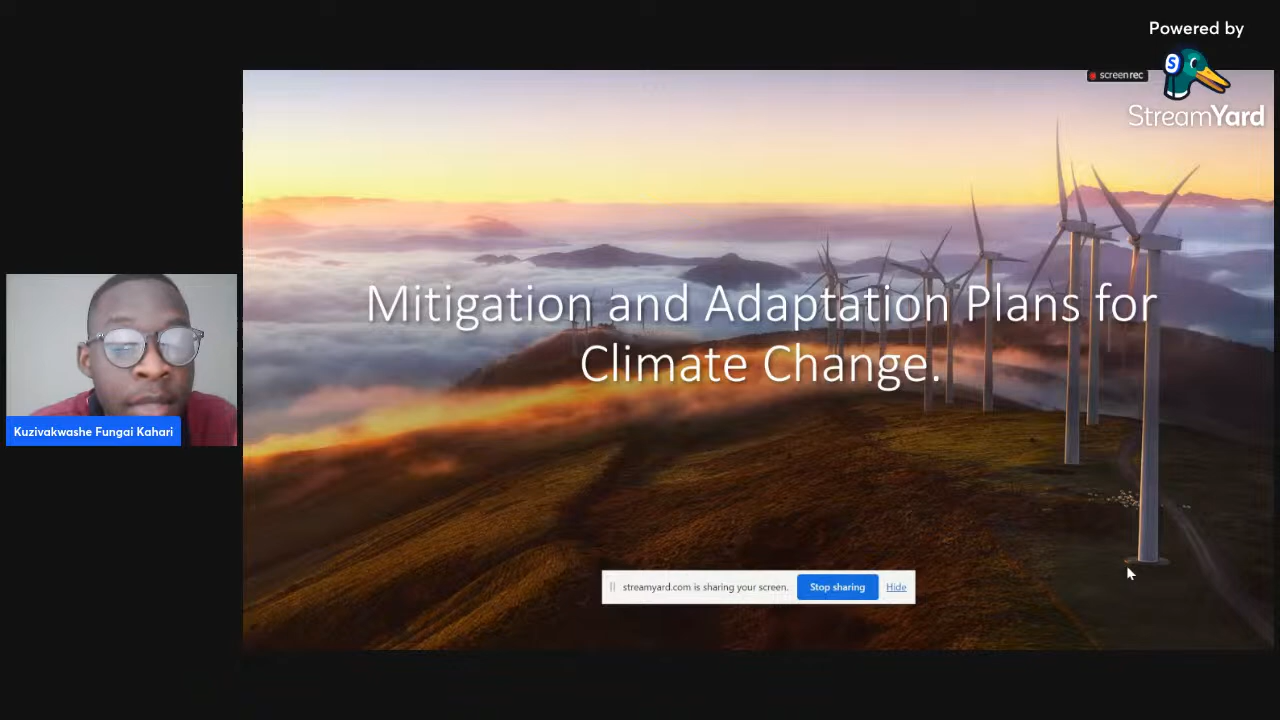 Powered by
screenrec
S
StreamYard
Mitigation and Adaptation Plans for
Climate Change.
Kuzivakwashe Fungai Kahari
streamyard.com is sharing your screen. Stop sharing Hide